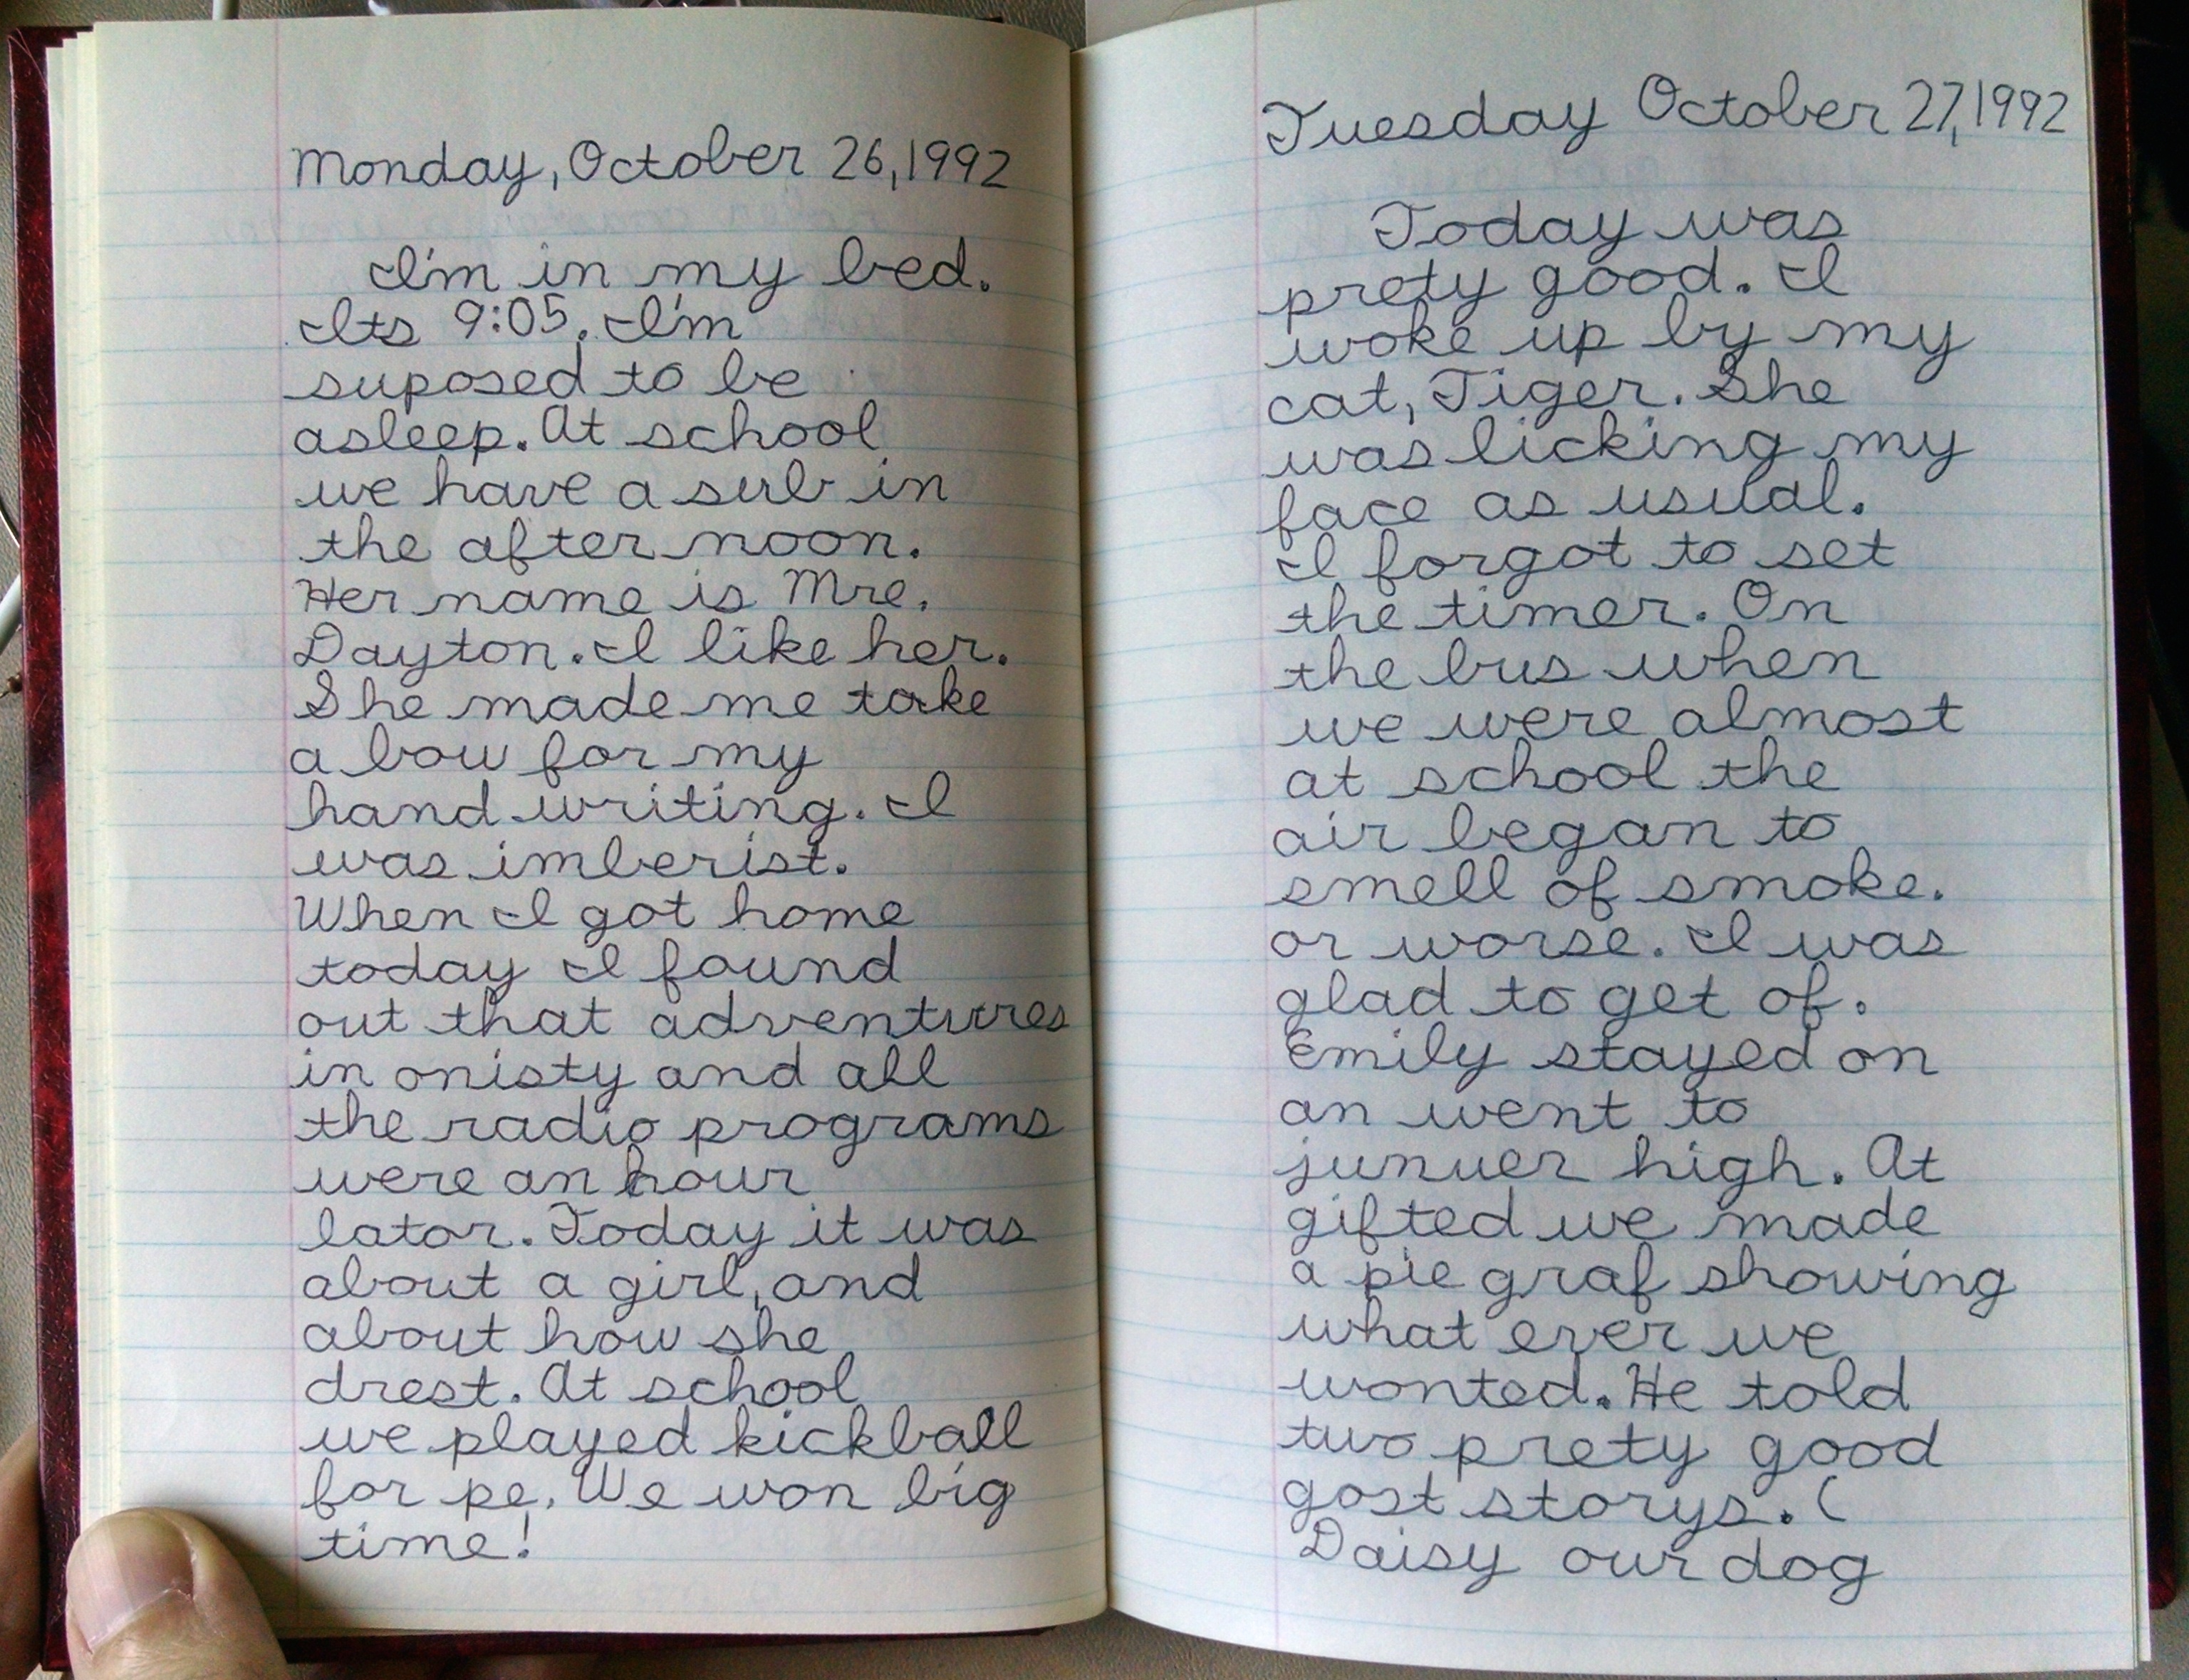 Monday, October 26, 1992
I'm in my bed.
Its 9:05. I'm
suposed to be
asleep. At school
we have a sub in
the after noon.
Her name is Mre.
Dayton. I like her.
She made me take
a bow for my
hand writing. I
was imberist.
When I got home
today I found
out that adventures
in onisty and all
the radio programs
were an hour
lator. Today it was
about a girl, and
about how she
drest. At school
we played kickball
for pe. We won big
time!
Tuesday October 27, 1992
Today was
prety good. I
woke up by my
cat, Tiger. She
was licking my
face as usual.
I forgot to set
the timer. On
the bus when
we were almost
at school the
air began to
smell of smoke.
or worse. I was
glad to get of.
Emily stayed on
an went to
junuer high. At
gifted we made
a pie graf showing
what ever we
wonted. He told
two prety good
gost storys. (
Daisy our dog